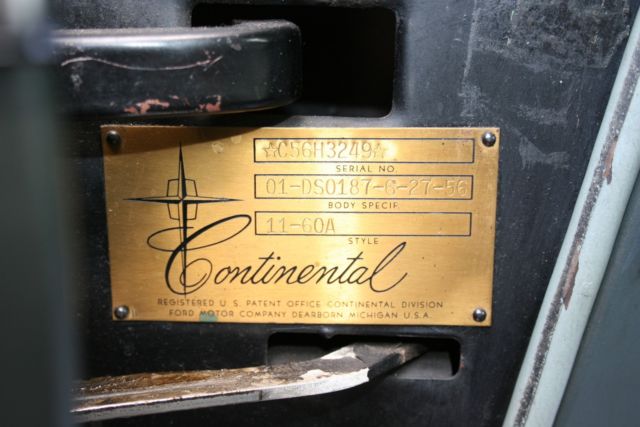 ☆C56H3249☆
SERIAL NO.
01-DS0187-6-27-56
BODY SPECIF.
11-60A
STYLE
Continental
REGISTERED U.S. PATENT OFFICE CONTINENTAL DIVISION
FORD MOTOR COMPANY DEARBORN MICHIGAN U.S.A.